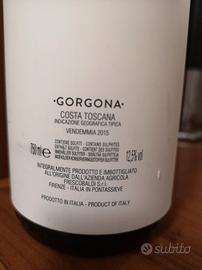 ·GORGONA·
COSTA TOSCANA
INDICAZIONE GEOGRAFICA TIPICA
VENDEMMIA 2015
CONTIENE SOLFITI - CONTAINS SULPHITES
750 ml e
12,5% vol
INTEGRALMENTE PRODOTTO E IMBOTTIGLIATO
ALL'ORIGINE DALL'AZIENDA AGRICOLA
FRESCOBALDI S.r.l.
FIRENZE - ITALIA IN PONTASSIEVE
PRODOTTO IN ITALIA - PRODUCT OF ITALY
subito